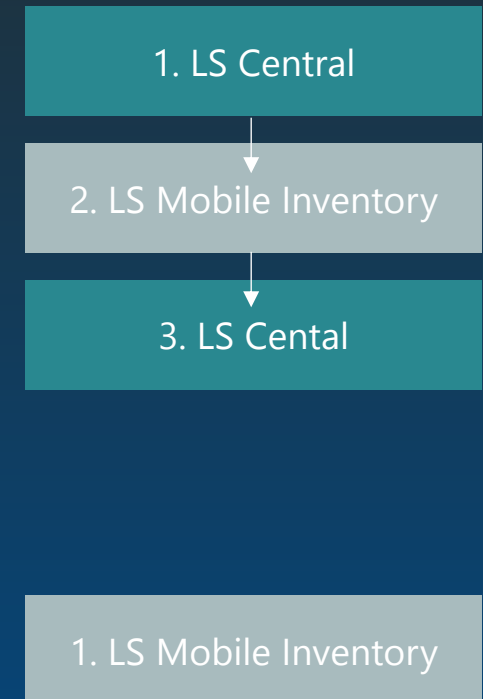 1. LS Central
2. LS Mobile Inventory
3. LS Cental
1. LS Mobile Inventory